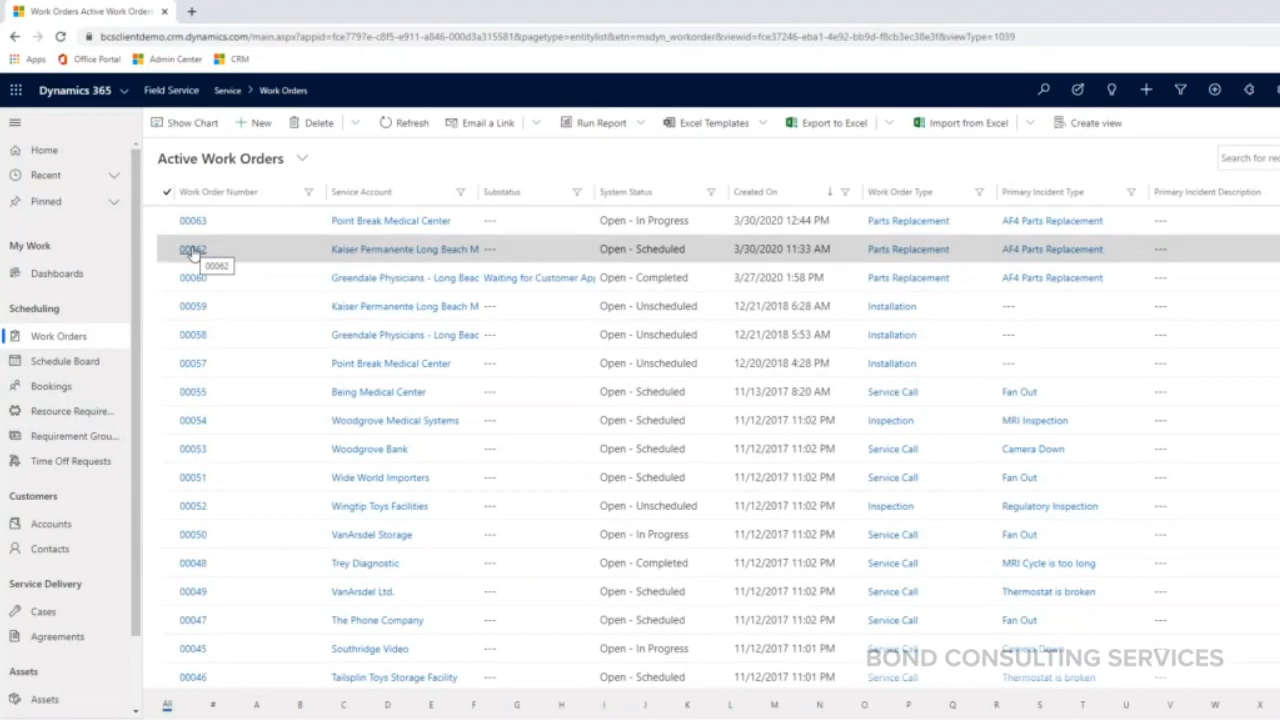 Work Orders Active Work Orders
bcsclientdemo.crm.dynamics.com/main.aspx?appid=fce7797e-c8f5-e911-a846-000d3a315581&pagetype=entitylist&etn=msdyn_workorder&viewid=fce37246-eba1-4e92-bb9d-f8cb3ec38e3f&viewType=1039
Apps Office Portal Admin Center CRM
Dynamics 365 Field Service Service > Work Orders
Show Chart New Delete Refresh Email a Link Run Report Excel Templates Export to Excel Import from Excel Create view
Home
Recent
Pinned
My Work
Dashboards
Scheduling
Work Orders
Schedule Board
Bookings
Resource Require...
Requirement Grou...
Time Off Requests
Customers
Accounts
Contacts
Service Delivery
Cases
Agreements
Assets
Assets
Active Work Orders
Search for rec
Work Order Number Service Account Substatus System Status Created On Work Order Type Primary Incident Type Primary Incident Description
00063 Point Break Medical Center --- Open - In Progress 3/30/2020 12:44 PM Parts Replacement AF4 Parts Replacement ---
00062 Kaiser Permanente Long Beach M --- Open - Scheduled 3/30/2020 11:33 AM Parts Replacement AF4 Parts Replacement ---
00062
00060 Greendale Physicians - Long Beac Waiting for Customer App Open - Completed 3/27/2020 1:58 PM Parts Replacement AF4 Parts Replacement ---
00059 Kaiser Permanente Long Beach M --- Open - Unscheduled 12/21/2018 6:28 AM Installation --- ---
00058 Greendale Physicians - Long Beac --- Open - Unscheduled 12/21/2018 5:53 AM Installation --- ---
00057 Point Break Medical Center --- Open - Unscheduled 12/20/2018 4:28 PM Installation --- ---
00055 Being Medical Center --- Open - Scheduled 11/13/2017 8:20 AM Service Call Fan Out ---
00054 Woodgrove Medical Systems --- Open - Scheduled 11/12/2017 11:02 PM Inspection MRI Inspection ---
00053 Woodgrove Bank --- Open - Scheduled 11/12/2017 11:02 PM Service Call Camera Down ---
00051 Wide World Importers --- Open - Scheduled 11/12/2017 11:02 PM Service Call Fan Out ---
00052 Wingtip Toys Facilities --- Open - Unscheduled 11/12/2017 11:02 PM Inspection Regulatory Inspection ---
00050 VanArsdel Storage --- Open - In Progress 11/12/2017 11:02 PM Service Call Fan Out ---
00048 Trey Diagnostic --- Open - Completed 11/12/2017 11:02 PM Service Call MRI Cycle is too long ---
00049 VanArsdel Ltd. --- Open - Scheduled 11/12/2017 11:02 PM Service Call Thermostat is broken ---
00047 The Phone Company --- Open - Scheduled 11/12/2017 11:02 PM Service Call Fan Out ---
00045 Southridge Video --- Open - In Progress 11/12/2017 11:01 PM Service Call Camera Down ---
00046 Tailspin Toys Storage Facility --- Open - Scheduled 11/12/2017 11:01 PM Service Call Thermostat is broken ---
BOND CONSULTING SERVICES
All # A B C D E F G H I J K L M N O P Q R S T U V W X